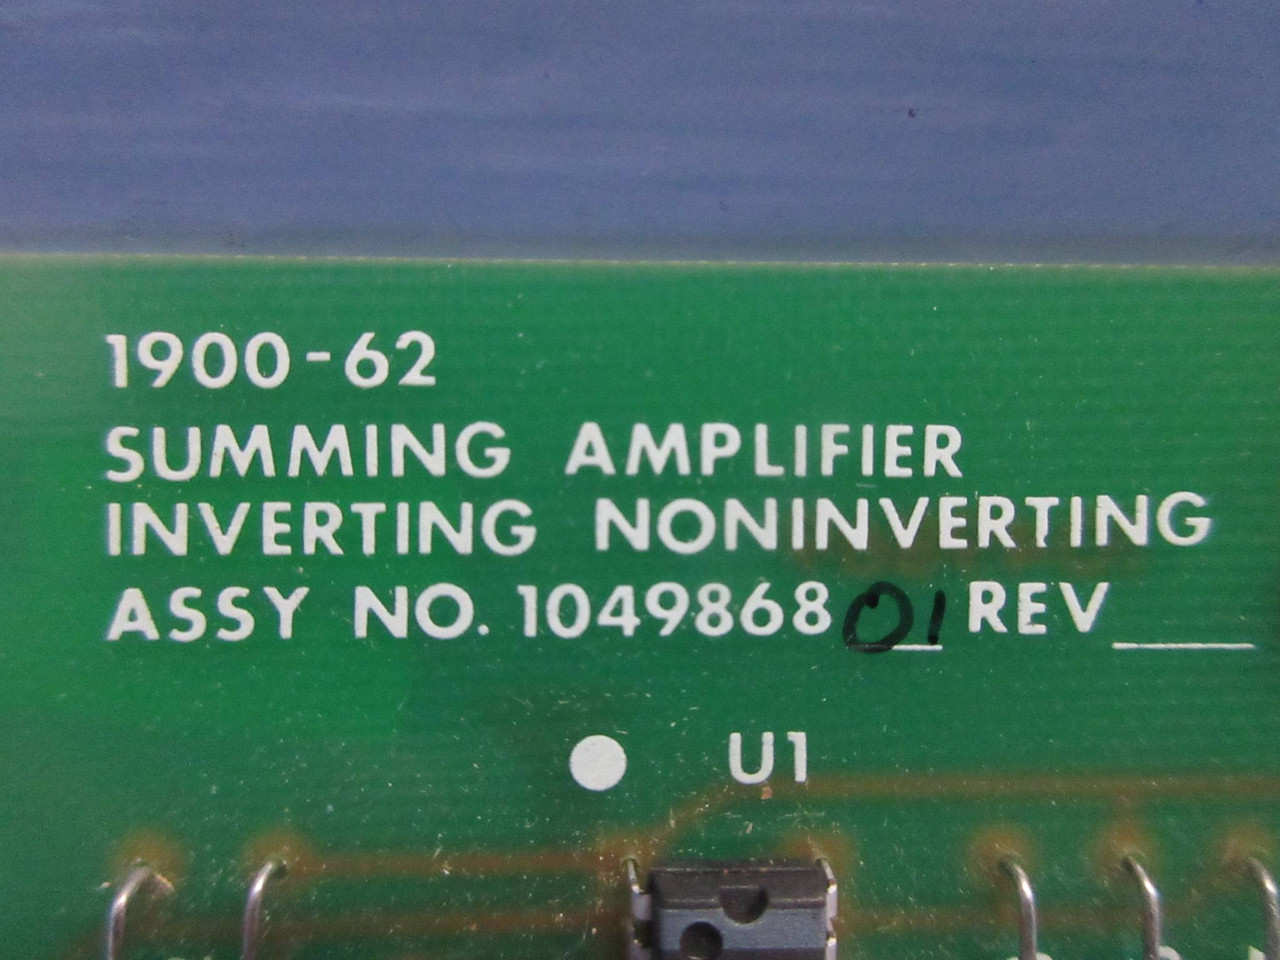 1900-62
SUMMING AMPLIFIER
INVERTING NONINVERTING
ASSY NO. 1049868 01 REV
U1